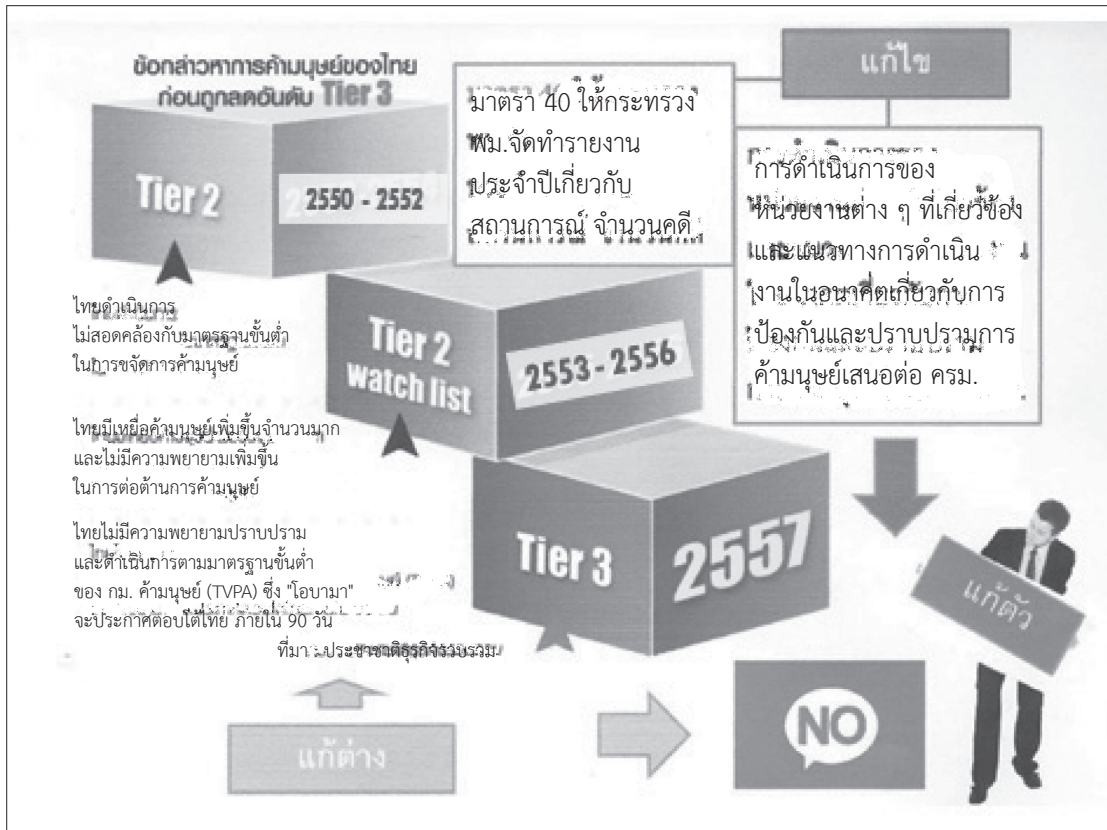 ข้อกล่าวหาการค้ามนุษย์ของไทย
ก่อนถูกลดอันดับ Tier 3
แก้ไข
มาตรา 40 ให้กระทรวง
พม.จัดทำรายงาน
ประจำปีเกี่ยวกับ
สถานการณ์ จำนวนคดี
การดำเนินการของ
หน่วยงานต่าง ๆ ที่เกี่ยวข้อง
และแนวทางการดำเนิน
งานในอนาคตเกี่ยวกับการ
ป้องกันและปราบปรามการ
ค้ามนุษย์เสนอต่อ ครม.
Tier 2
2550 - 2552
ไทยดำเนินการ
ไม่สอดคล้องกับมาตรฐานขั้นต่ำ
ในการขจัดการค้ามนุษย์
Tier 2
watch list
2553 - 2556
ไทยมีเหยื่อค้ามนุษย์เพิ่มขึ้นจำนวนมาก
และไม่มีความพยายามเพิ่มขึ้น
ในการต่อต้านการค้ามนุษย์
Tier 3
2557
ไทยไม่มีความพยายามปราบปราม
และดำเนินการตามมาตรฐานขั้นต่ำ
ของ กม. ค้ามนุษย์ (TVPA) ซึ่ง "โอบามา"
จะประกาศตอบโต้ไทย ภายใน 90 วัน
ที่มา : ประชาชาติธุรกิจรวบรวม
แก้ตัว
แก้ต่าง
NO